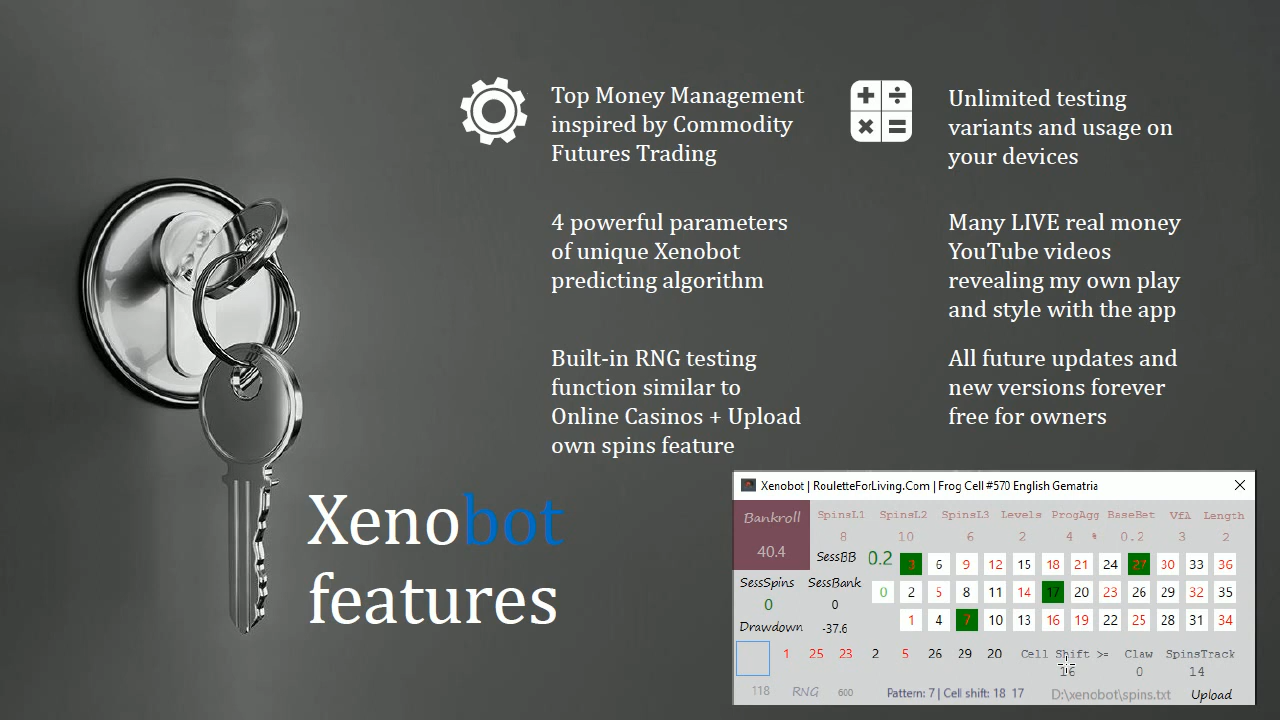 Top Money Management
inspired by Commodity
Futures Trading
Unlimited testing
variants and usage on
your devices
4 powerful parameters
of unique Xenobot
predicting algorithm
Many LIVE real money
YouTube videos
revealing my own play
and style with the app
Built-in RNG testing
function similar to
Online Casinos + Upload
own spins feature
All future updates and
new versions forever
free for owners
Xenobot
features
Xenobot | RouletteForLiving.Com | Frog Cell #570 English Gematria
Bankroll SpinsL1 SpinsL2 SpinsL3 Levels ProgAgg BaseBet VfA Length
8 10 6 2 4 % 0.2 3 2
40.4 SessBB 0.2 3 6 9 12 15 18 21 24 27 30 33 36
SessSpins SessBank 0 2 5 8 11 14 17 20 23 26 29 32 35
0 0
Drawdown -37.6 1 4 7 10 13 16 19 22 25 28 31 34
1 25 23 2 5 26 29 20 Cell Shift >= Claw SpinsTrack
16 0 14
118 RNG 600 Pattern: 7 | Cell shift: 18 17 D:\xenobot\spins.txt Upload